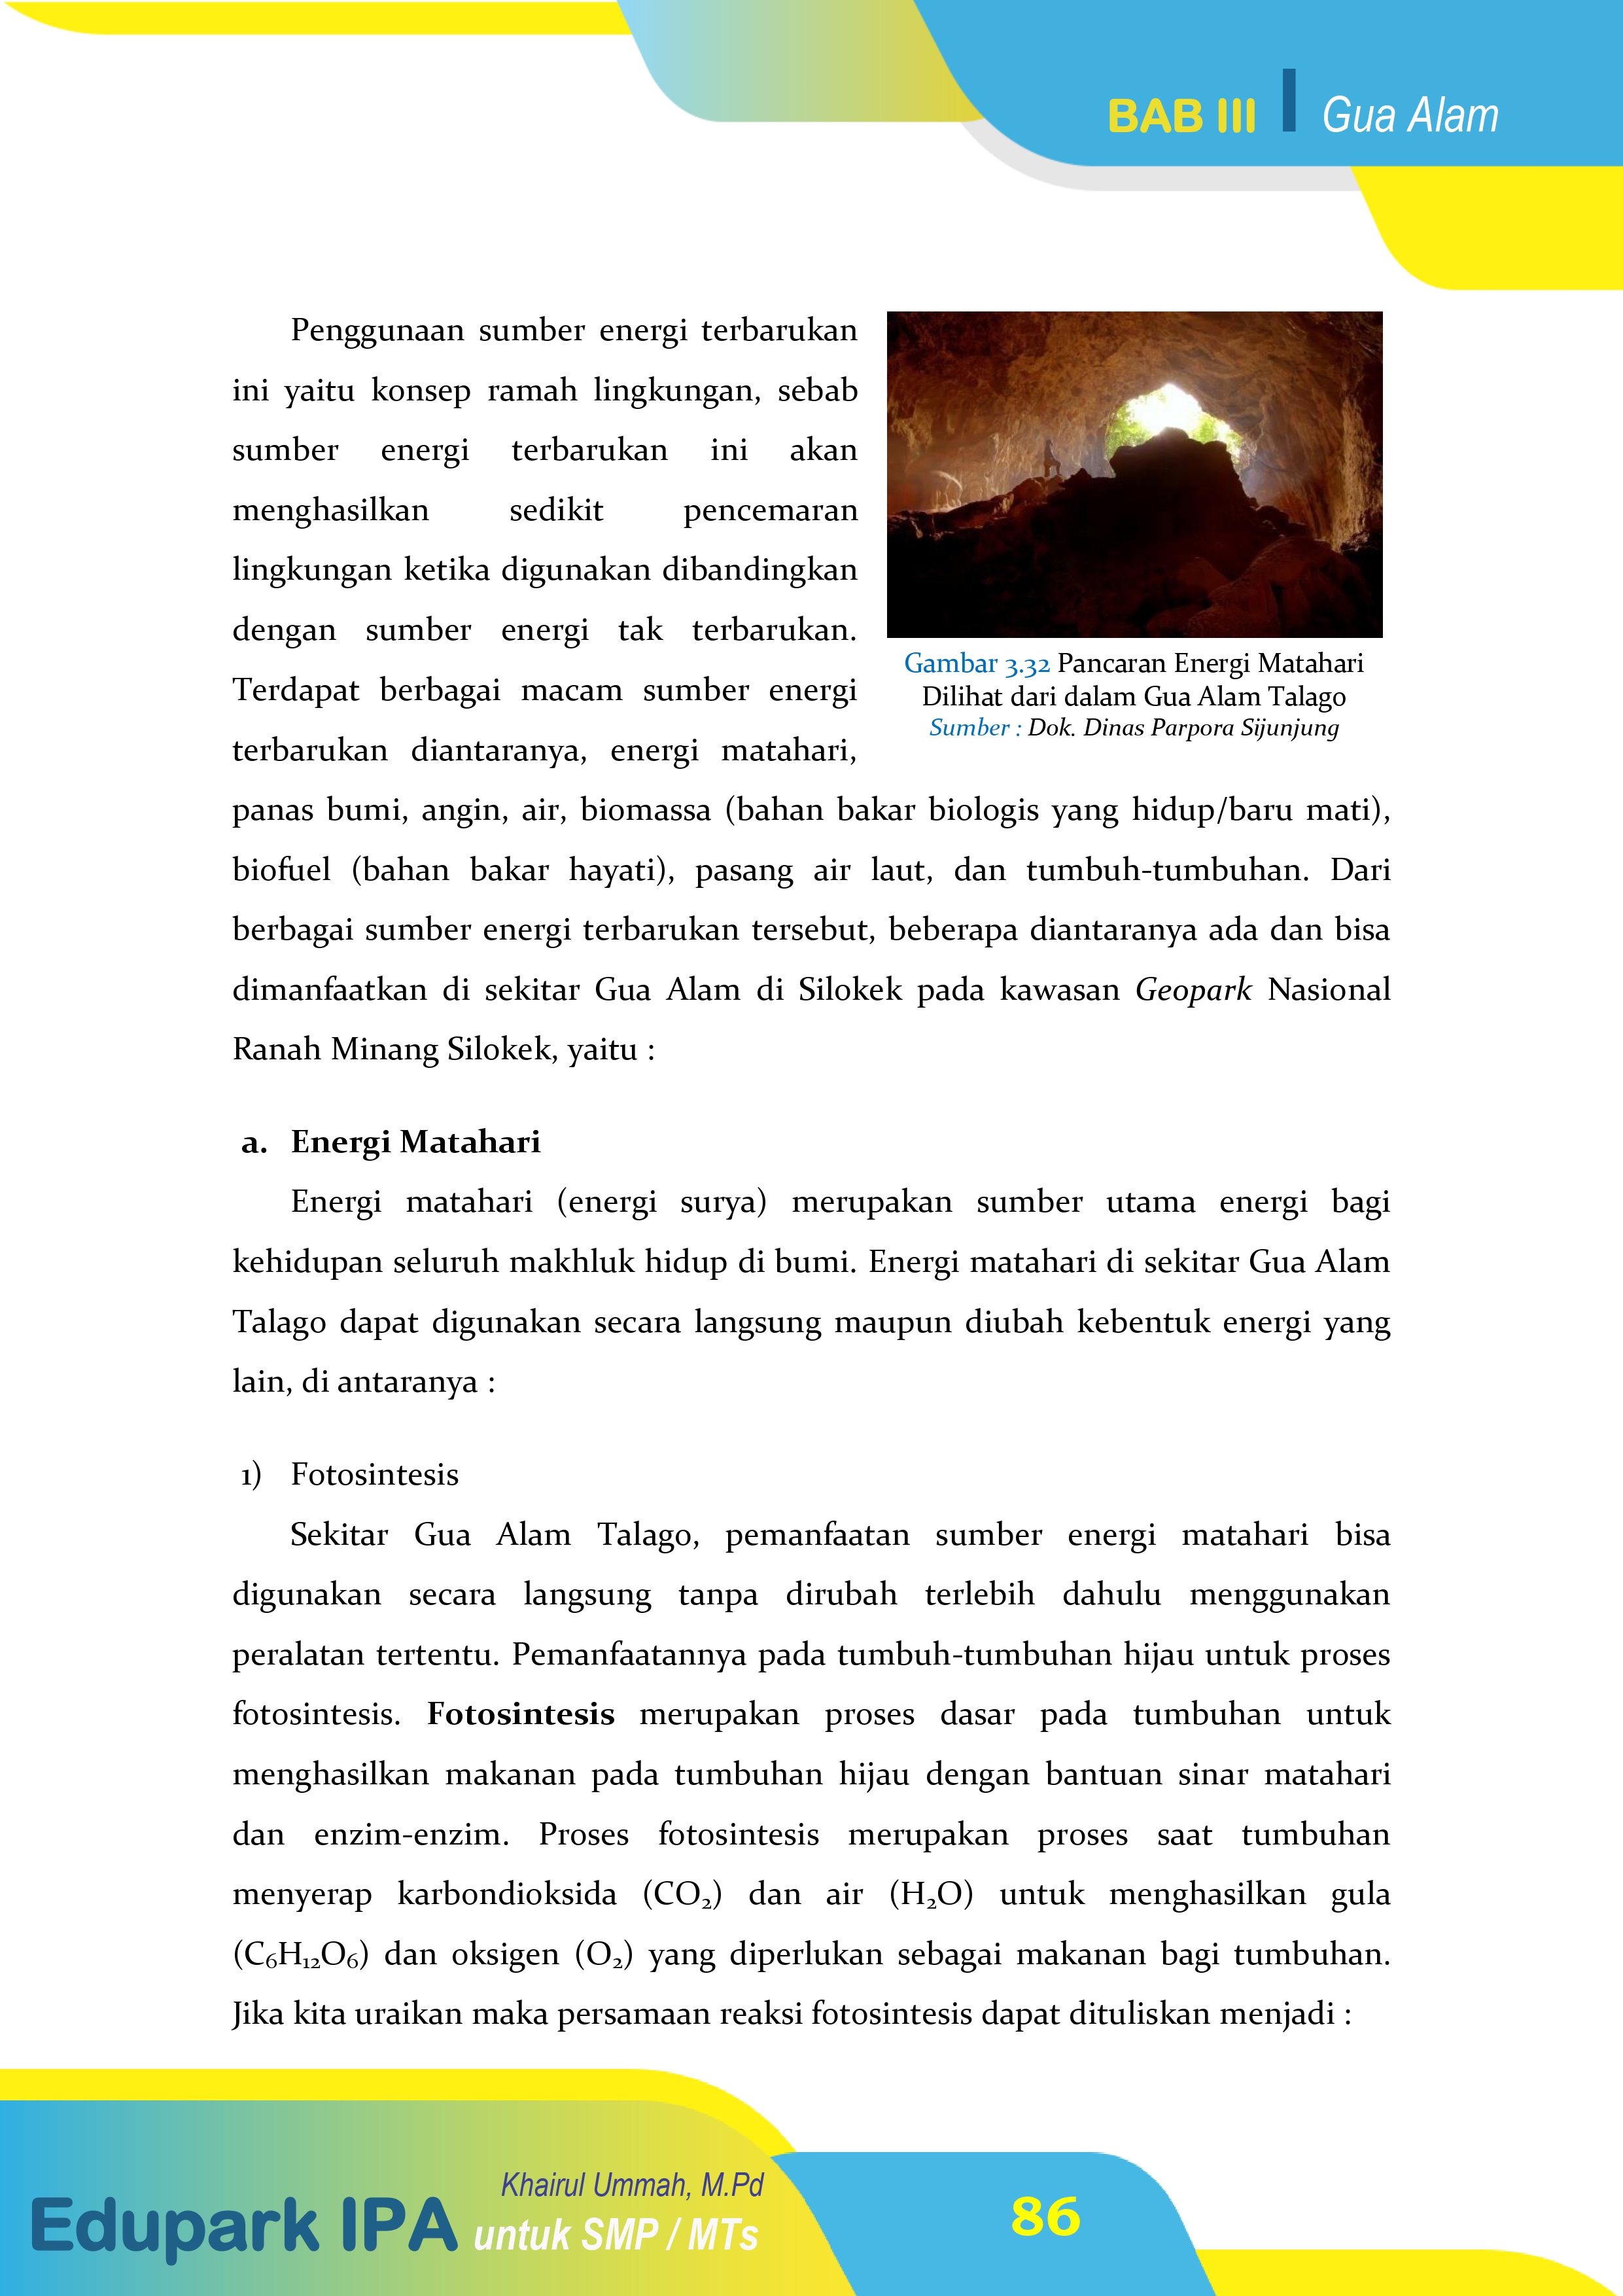 BAB III Gua Alam
Penggunaan sumber energi terbarukan
ini yaitu konsep ramah lingkungan, sebab
sumber energi terbarukan ini akan
menghasilkan sedikit pencemaran
lingkungan ketika digunakan dibandingkan
dengan sumber energi tak terbarukan.
Terdapat berbagai macam sumber energi
terbarukan diantaranya, energi matahari,
Gambar 3.32 Pancaran Energi Matahari
Dilihat dari dalam Gua Alam Talago
Sumber : Dok. Dinas Parpora Sijunjung
panas bumi, angin, air, biomassa (bahan bakar biologis yang hidup/baru mati),
biofuel (bahan bakar hayati), pasang air laut, dan tumbuh-tumbuhan. Dari
berbagai sumber energi terbarukan tersebut, beberapa diantaranya ada dan bisa
dimanfaatkan di sekitar Gua Alam di Silokek pada kawasan Geopark Nasional
Ranah Minang Silokek, yaitu :
a. Energi Matahari
Energi matahari (energi surya) merupakan sumber utama energi bagi
kehidupan seluruh makhluk hidup di bumi. Energi matahari di sekitar Gua Alam
Talago dapat digunakan secara langsung maupun diubah kebentuk energi yang
lain, di antaranya :
1) Fotosintesis
Sekitar Gua Alam Talago, pemanfaatan sumber energi matahari bisa
digunakan secara langsung tanpa dirubah terlebih dahulu menggunakan
peralatan tertentu. Pemanfaatannya pada tumbuh-tumbuhan hijau untuk proses
fotosintesis. Fotosintesis merupakan proses dasar pada tumbuhan untuk
menghasilkan makanan pada tumbuhan hijau dengan bantuan sinar matahari
dan enzim-enzim. Proses fotosintesis merupakan proses saat tumbuhan
menyerap karbondioksida (CO₂) dan air (H₂O) untuk menghasilkan gula
(C₆H₁₂O₆) dan oksigen (O₂) yang diperlukan sebagai makanan bagi tumbuhan.
Jika kita uraikan maka persamaan reaksi fotosintesis dapat dituliskan menjadi :
Khairul Ummah, M.Pd
Edupark IPA untuk SMP / MTs
86